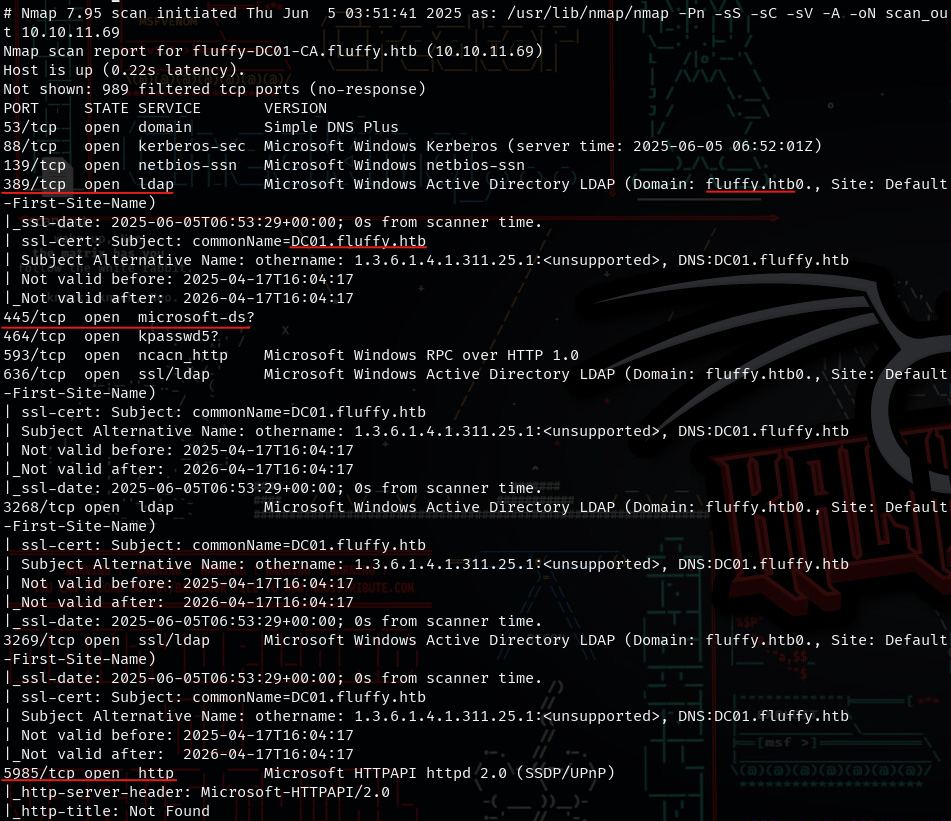 # Nmap 7.95 scan initiated Thu Jun  5 03:51:41 2025 as: /usr/lib/nmap/nmap -Pn -sS -sC -sV -A -oN scan_ou
t 10.10.11.69
Nmap scan report for fluffy-DC01-CA.fluffy.htb (10.10.11.69)
Host is up (0.22s latency).
Not shown: 989 filtered tcp ports (no-response)
PORT     STATE SERVICE       VERSION
53/tcp   open  domain        Simple DNS Plus
88/tcp   open  kerberos-sec  Microsoft Windows Kerberos (server time: 2025-06-05 06:52:01Z)
139/tcp  open  netbios-ssn   Microsoft Windows netbios-ssn
389/tcp  open  ldap          Microsoft Windows Active Directory LDAP (Domain: fluffy.htb0., Site: Default
-First-Site-Name)
|_ssl-date: 2025-06-05T06:53:29+00:00; 0s from scanner time.
| ssl-cert: Subject: commonName=DC01.fluffy.htb
| Subject Alternative Name: othername: 1.3.6.1.4.1.311.25.1:<unsupported>, DNS:DC01.fluffy.htb
| Not valid before: 2025-04-17T16:04:17
|_Not valid after:  2026-04-17T16:04:17
445/tcp  open  microsoft-ds?
464/tcp  open  kpasswd5?
593/tcp  open  ncacn_http    Microsoft Windows RPC over HTTP 1.0
636/tcp  open  ssl/ldap      Microsoft Windows Active Directory LDAP (Domain: fluffy.htb0., Site: Default
-First-Site-Name)
| ssl-cert: Subject: commonName=DC01.fluffy.htb
| Subject Alternative Name: othername: 1.3.6.1.4.1.311.25.1:<unsupported>, DNS:DC01.fluffy.htb
| Not valid before: 2025-04-17T16:04:17
|_Not valid after:  2026-04-17T16:04:17
|_ssl-date: 2025-06-05T06:53:29+00:00; 0s from scanner time.
3268/tcp open  ldap          Microsoft Windows Active Directory LDAP (Domain: fluffy.htb0., Site: Default
-First-Site-Name)
| ssl-cert: Subject: commonName=DC01.fluffy.htb
| Subject Alternative Name: othername: 1.3.6.1.4.1.311.25.1:<unsupported>, DNS:DC01.fluffy.htb
| Not valid before: 2025-04-17T16:04:17
|_Not valid after:  2026-04-17T16:04:17
|_ssl-date: 2025-06-05T06:53:29+00:00; 0s from scanner time.
3269/tcp open  ssl/ldap      Microsoft Windows Active Directory LDAP (Domain: fluffy.htb0., Site: Default
-First-Site-Name)
|_ssl-date: 2025-06-05T06:53:29+00:00; 0s from scanner time.
| ssl-cert: Subject: commonName=DC01.fluffy.htb
| Subject Alternative Name: othername: 1.3.6.1.4.1.311.25.1:<unsupported>, DNS:DC01.fluffy.htb
| Not valid before: 2025-04-17T16:04:17
|_Not valid after:  2026-04-17T16:04:17
5985/tcp open  http          Microsoft HTTPAPI httpd 2.0 (SSDP/UPnP)
|_http-server-header: Microsoft-HTTPAPI/2.0
|_http-title: Not Found